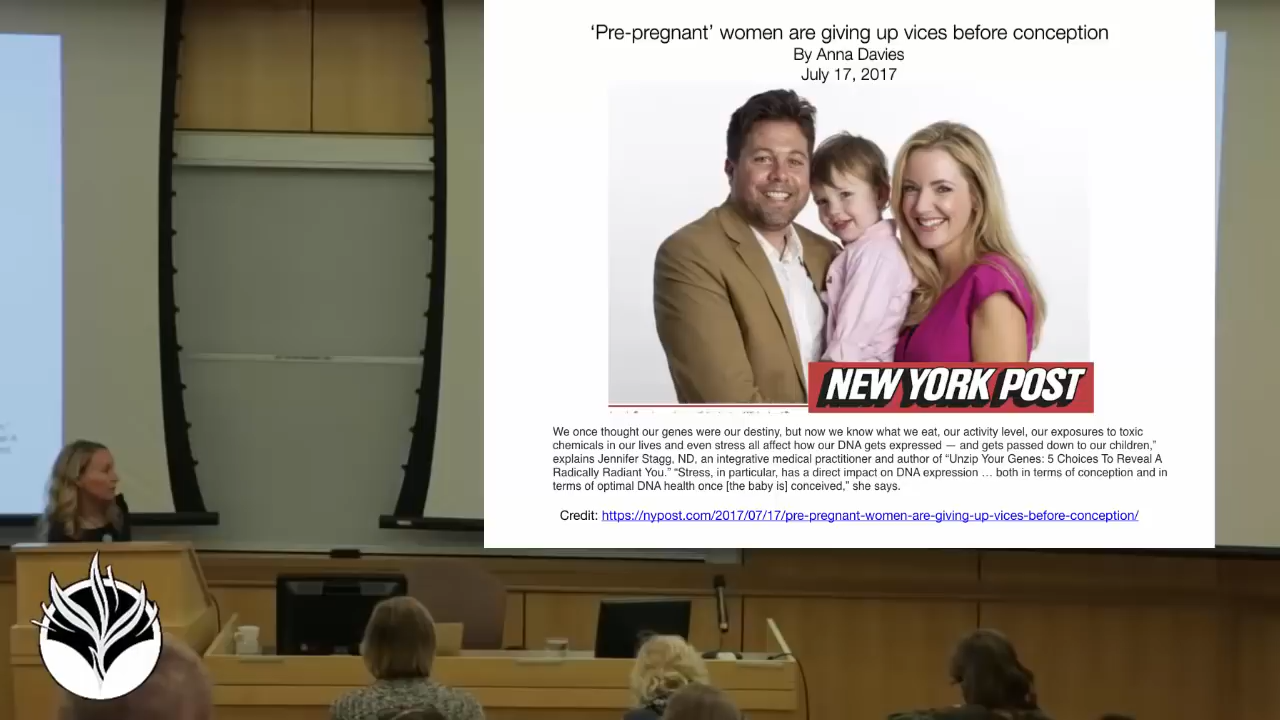 ‘Pre-pregnant’ women are giving up vices before conception
By Anna Davies
July 17, 2017
NEW YORK POST
We once thought our genes were our destiny, but now we know what we eat, our activity level, our exposures to toxic
chemicals in our lives and even stress all affect how our DNA gets expressed — and gets passed down to our children,”
explains Jennifer Stagg, ND, an integrative medical practitioner and author of “Unzip Your Genes: 5 Choices To Reveal A
Radically Radiant You.” “Stress, in particular, has a direct impact on DNA expression … both in terms of conception and in
terms of optimal DNA health once [the baby is] conceived,” she says.
Credit: https://nypost.com/2017/07/17/pre-pregnant-women-are-giving-up-vices-before-conception/